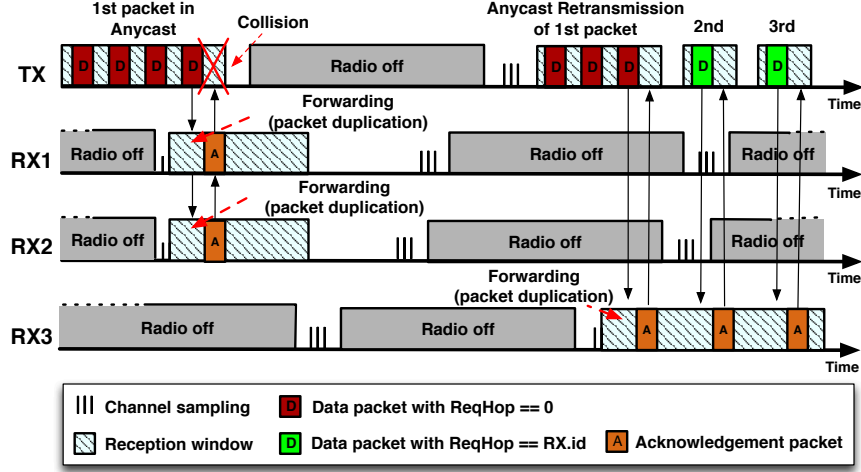 1st packet in
Anycast
Collision
Anycast Retransmission
of 1st packet
2nd
3rd
TX
D D D D
Radio off
D D D
D
D
Time
Forwarding
(packet duplication)
RX1
Radio off
A
Radio off
Radio off
Time
Forwarding
(packet duplication)
RX2
Radio off
A
Radio off
Radio off
Time
Forwarding
(packet duplication)
RX3
Radio off
Radio off
A
A
A
Time
Channel sampling
D Data packet with ReqHop == 0
Reception window
D Data packet with ReqHop == RX.id
A Acknowledgement packet